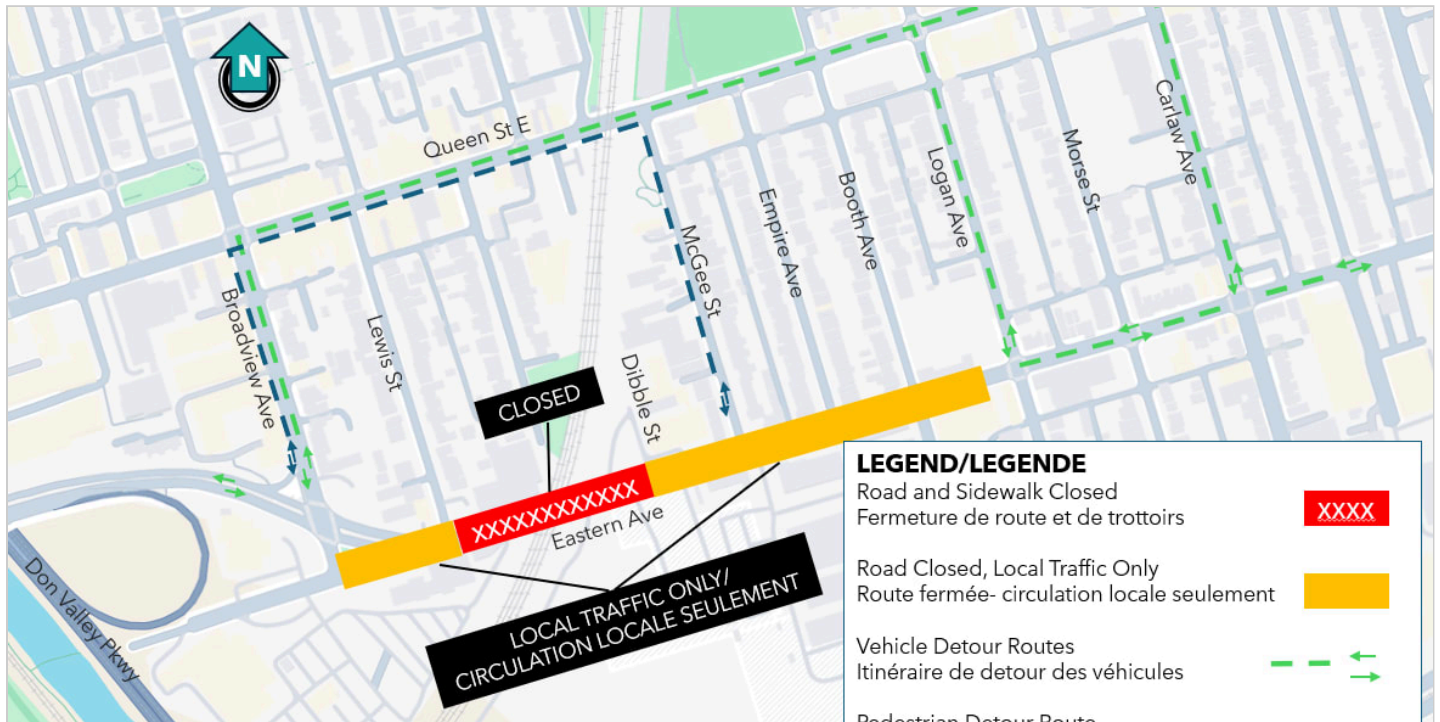 N
Queen St E
Carlaw Ave
Morse St
Logan Ave
Booth Ave
Empire Ave
McGee St
Broadview Ave
Lewis St
Dibble St
CLOSED
XXXXXXXXXXXX
Eastern Ave
LOCAL TRAFFIC ONLY/
CIRCULATION LOCALE SEULEMENT
Don Valley Pkwy
LEGEND/LEGENDE
Road and Sidewalk Closed
Fermeture de route et de trottoirs
XXXX
Road Closed, Local Traffic Only
Route fermée- circulation locale seulement
Vehicle Detour Routes
Itinéraire de detour des véhicules
Pedestrian Detour Route